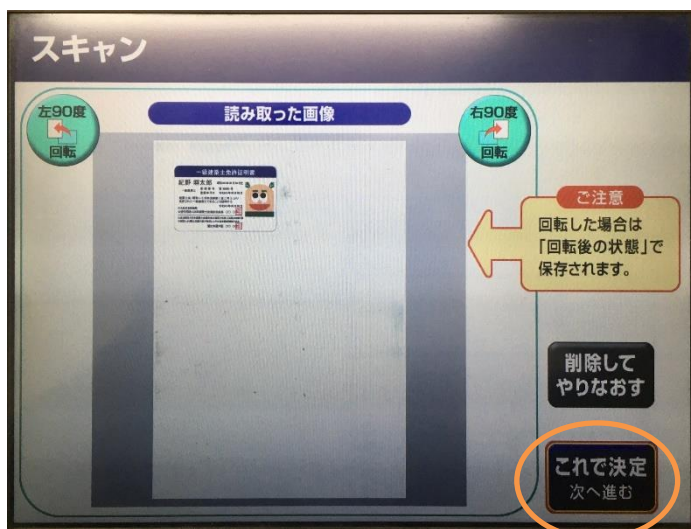 スキャン
左90度
回転
読み取った画像
右90度
回転
一級建築士免許証明書
ご注意
回転した場合は
「回転後の状態」で
保存されます。
削除して
やりなおす
これで決定
次へ進む